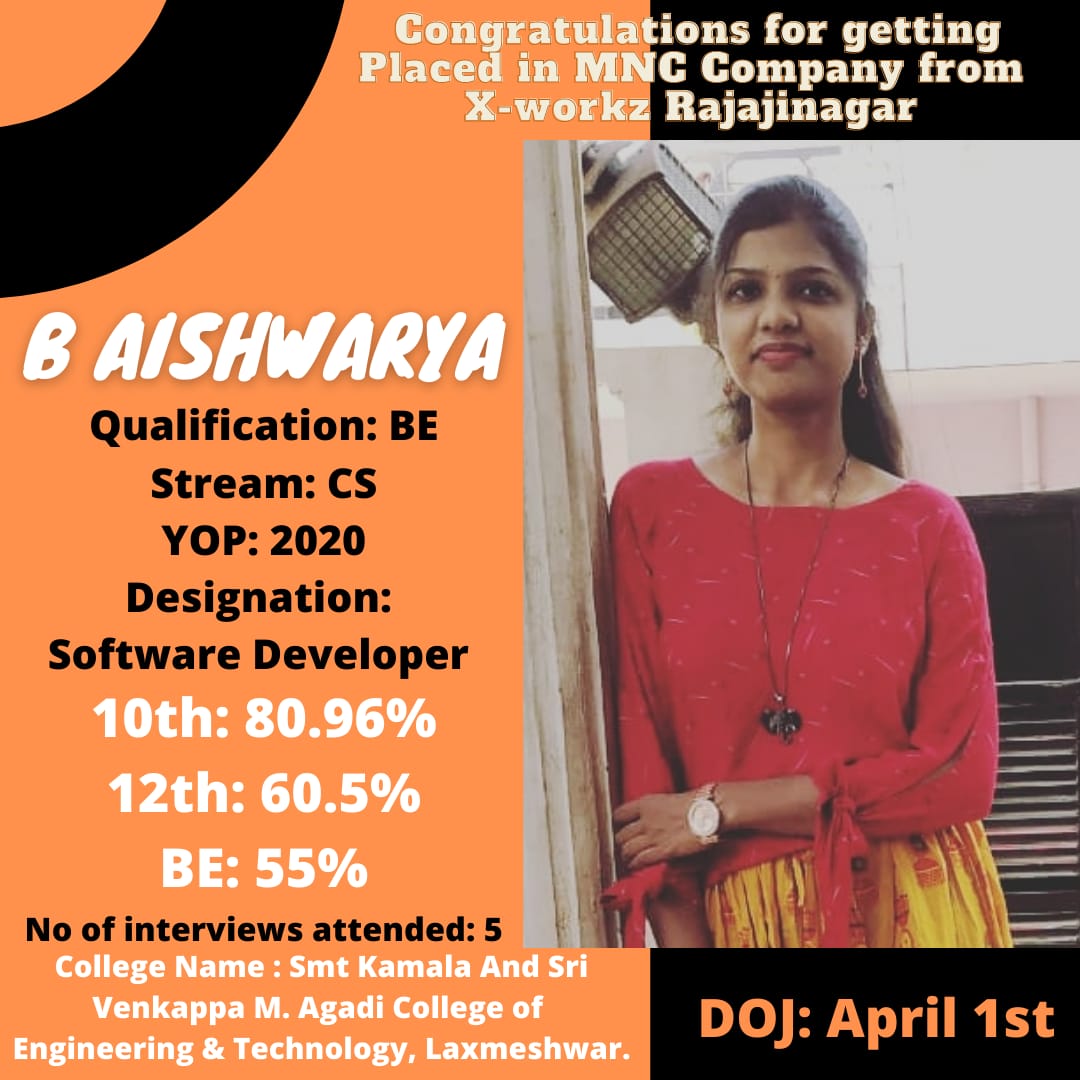 Congratulations for getting
Placed in MNC Company from
X-workz Rajajinagar
B AISHWARYA
Qualification: BE
Stream: CS
YOP: 2020
Designation:
Software Developer
10th: 80.96%
12th: 60.5%
BE: 55%
No of interviews attended: 5
College Name : Smt Kamala And Sri
Venkappa M. Agadi College of
Engineering & Technology, Laxmeshwar.
DOJ: April 1st